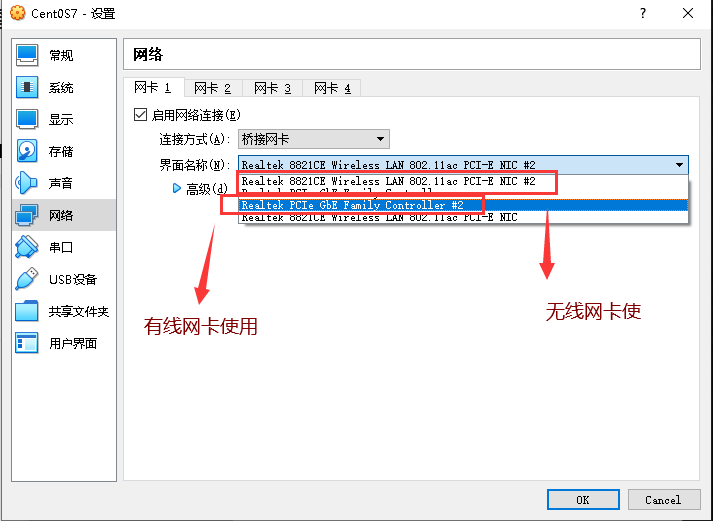 CentOS7 - 设置
?
常规
系统
显示
存储
声音
网络
串口
USB设备
共享文件夹
用户界面
网络
网卡 1
网卡 2
网卡 3
网卡 4
启用网络连接(E)
连接方式(A):
桥接网卡
界面名称(N):
Realtek 8821CE Wireless LAN 802.11ac PCI-E NIC #2
高级(d)
Realtek 8821CE Wireless LAN 802.11ac PCI-E NIC #2
Realtek PCIe GbE Family Controller
Realtek PCIe GbE Family Controller #2
Realtek 8821CE Wireless LAN 802.11ac PCI-E NIC
有线网卡使用
无线网卡使
OK
Cancel